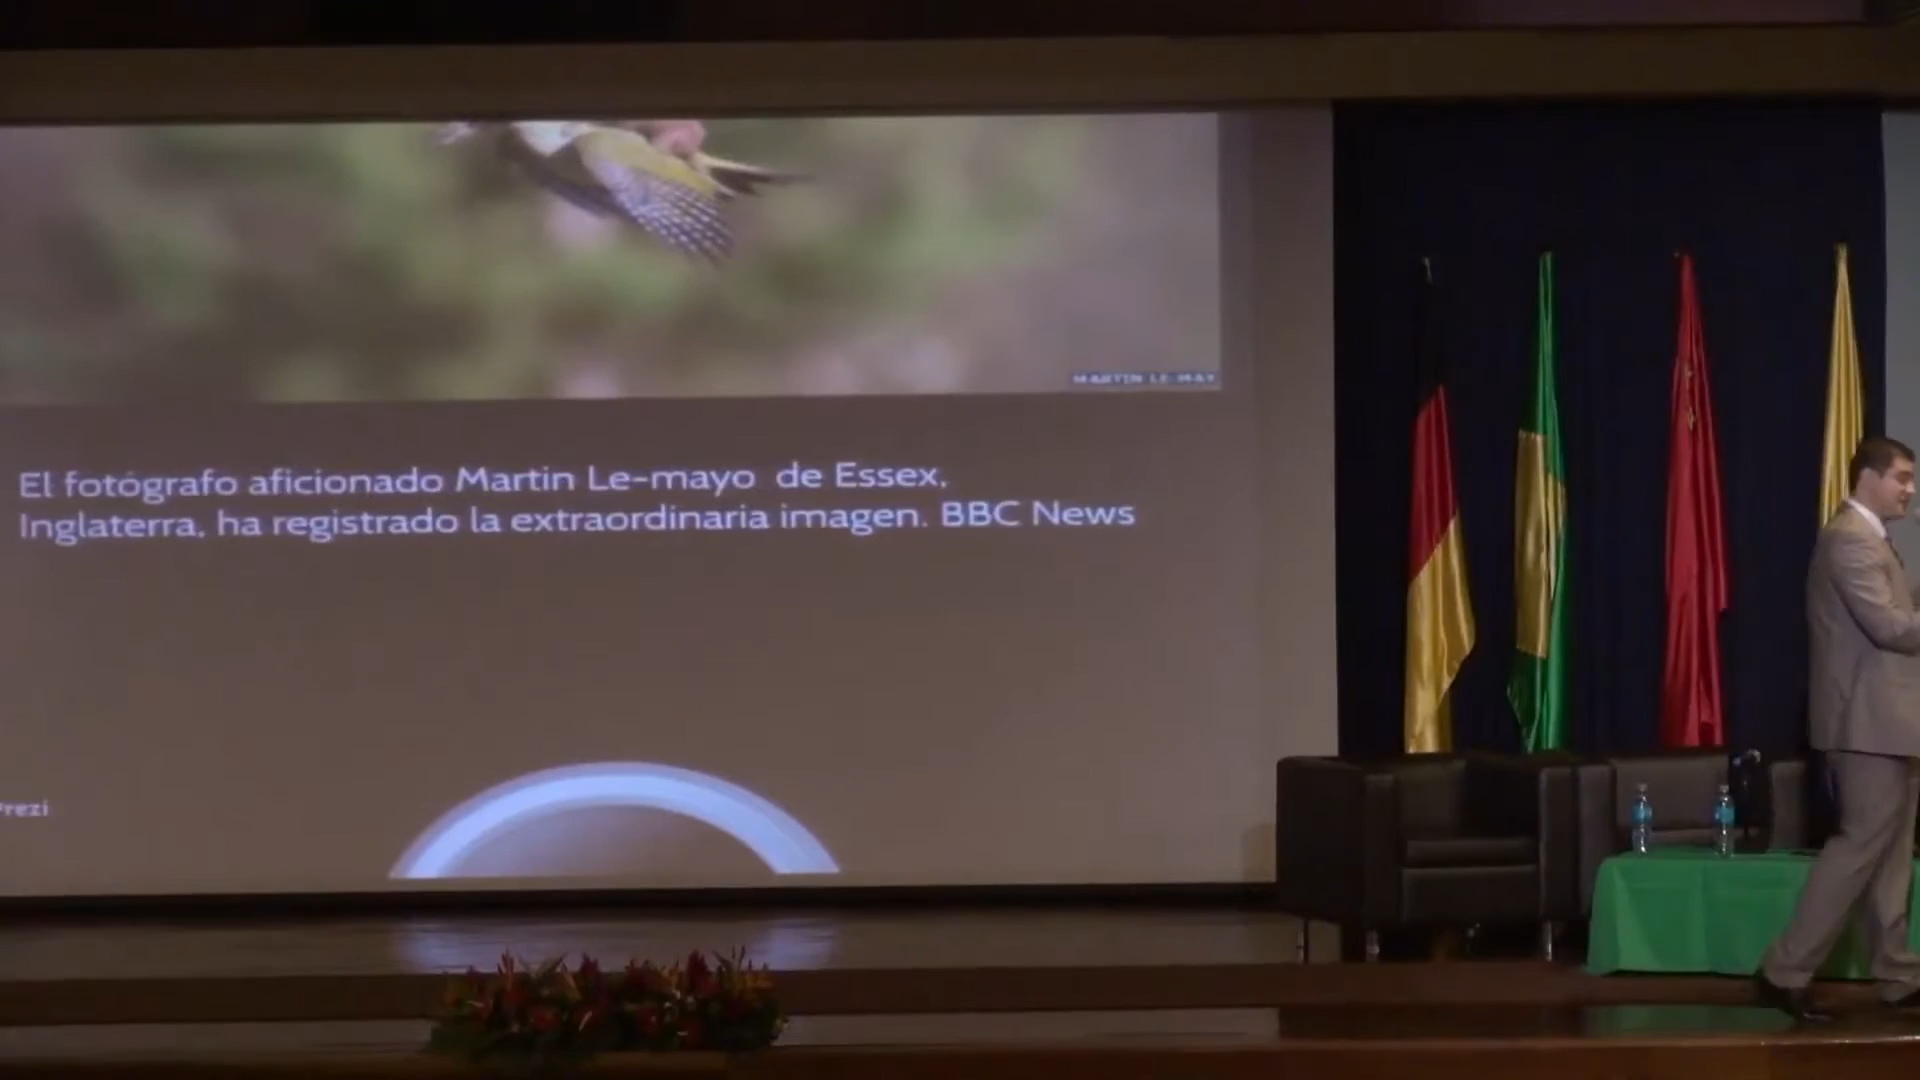 MARTIN LE-MAY
El fotógrafo aficionado Martin Le-mayo de Essex,
Inglaterra, ha registrado la extraordinaria imagen. BBC News
Prezi